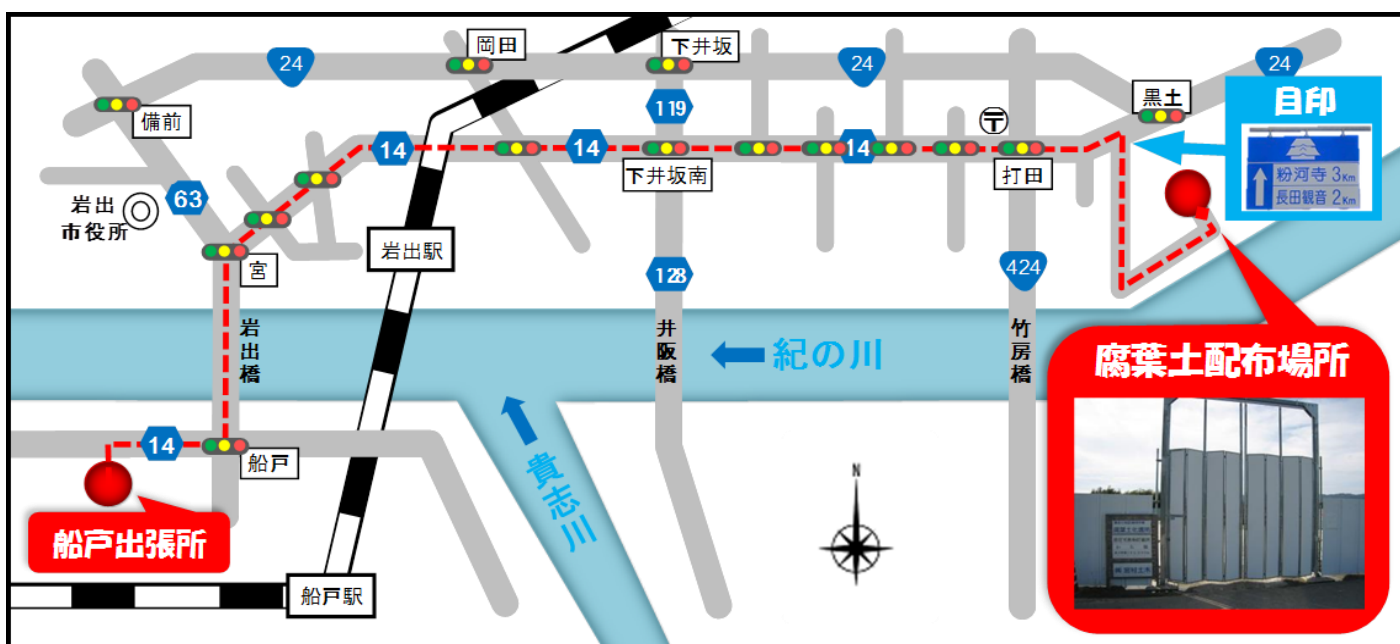 岡田
下井坂
24
24
24
備前
119
黒土
目印
粉河寺 3Km
長田観音 2Km
〒
14
14
14
下井坂南
打田
63
岩出
市役所
宮
岩出駅
128
424
岩出橋
井阪橋
竹房橋
紀の川
腐葉土配布場所
14
船戸
貴志川
N
船戸出張所
船戸駅